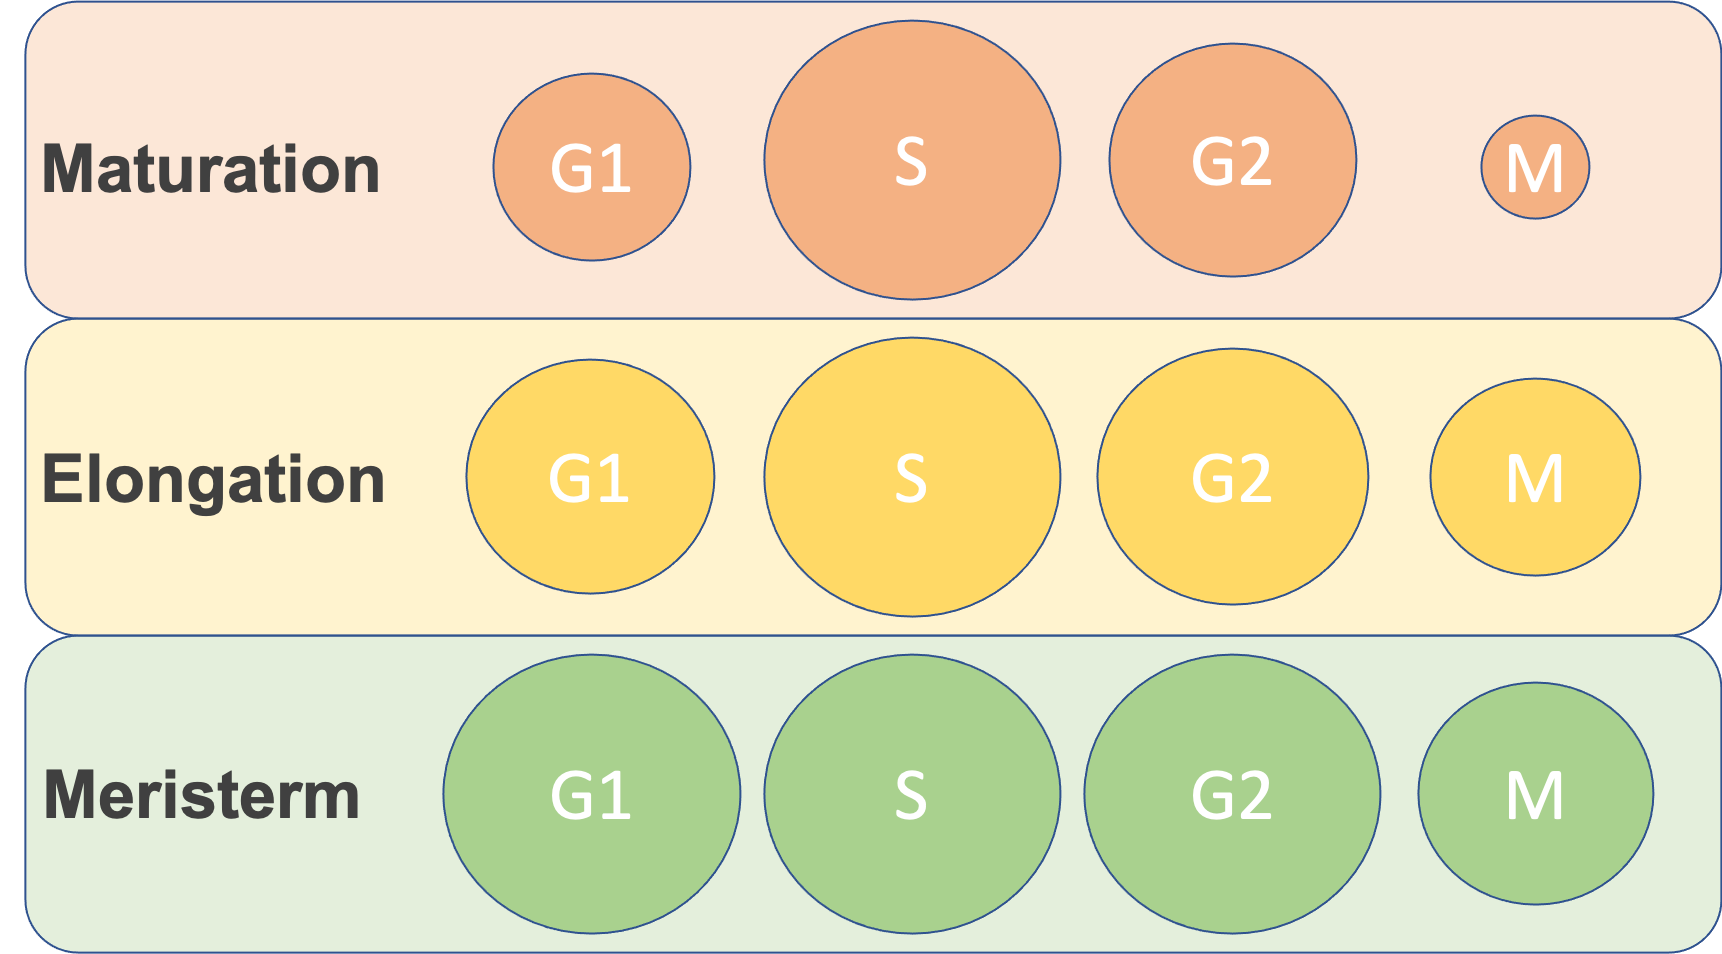 Maturation G1 S G2 M
Elongation G1 S G2 M
Meristerm G1 S G2 M